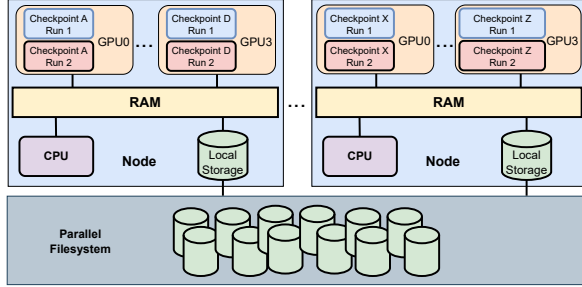 Checkpoint A
Run 1
Checkpoint A
Run 2
GPU0
...
Checkpoint D
Run 1
Checkpoint D
Run 2
GPU3
RAM
CPU
Node
Local
Storage
...
Checkpoint X
Run 1
Checkpoint X
Run 2
GPU0
...
Checkpoint Z
Run 1
Checkpoint Z
Run 2
GPU3
RAM
CPU
Node
Local
Storage
Parallel
Filesystem